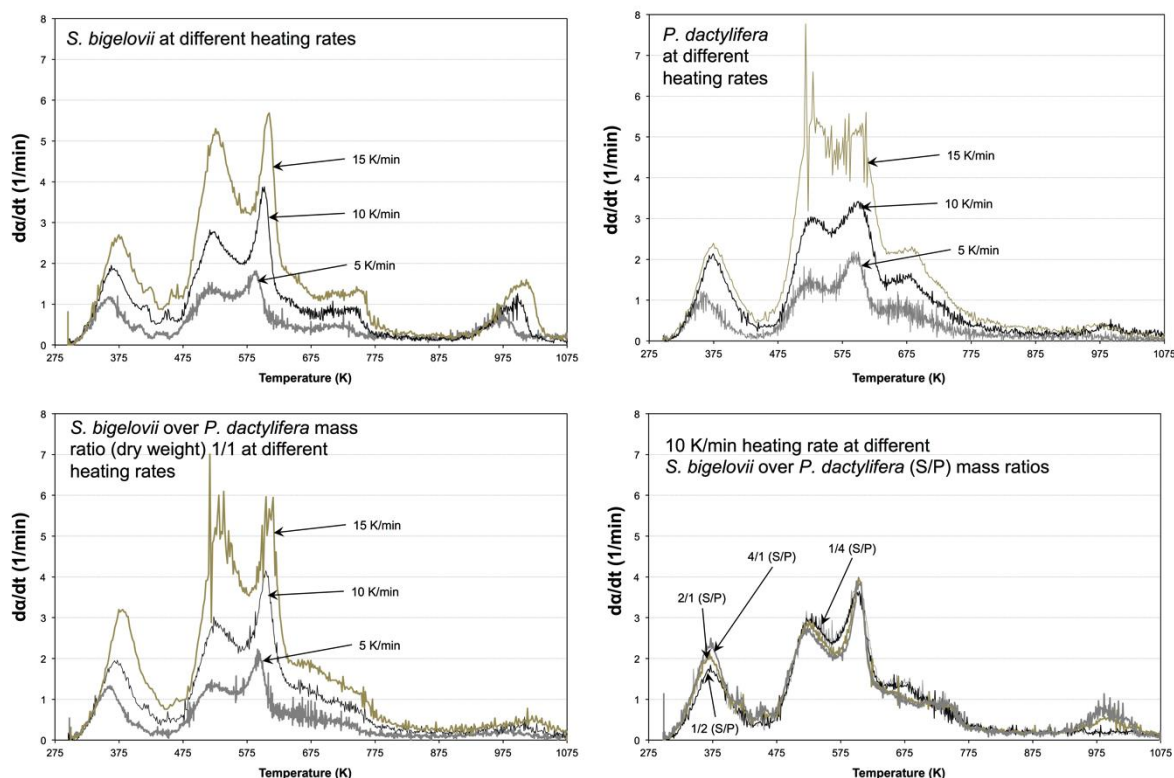 S. bigelovii at different heating rates
dα/dt (1/min)
8
7
6
5
4
3
2
1
0
15 K/min
10 K/min
5 K/min
275 375 475 575 675 775 875 975 1075
Temperature (K)
P. dactylifera
at different
heating rates
dα/dt (1/min)
8
7
6
5
4
3
2
1
0
15 K/min
10 K/min
5 K/min
275 375 475 575 675 775 875 975 1075
Temperature (K)
S. bigelovii over P. dactylifera mass
ratio (dry weight) 1/1 at different
heating rates
dα/dt (1/min)
8
7
6
5
4
3
2
1
0
15 K/min
10 K/min
5 K/min
275 375 475 575 675 775 875 975 1075
Temperature (K)
10 K/min heating rate at different
S. bigelovii over P. dactylifera (S/P) mass ratios
dα/dt (1/min)
8
7
6
5
4
3
2
1
0
1/4 (S/P)
4/1 (S/P)
2/1 (S/P)
1/2 (S/P)
275 375 475 575 675 775 875 975 1075
Temperature (K)